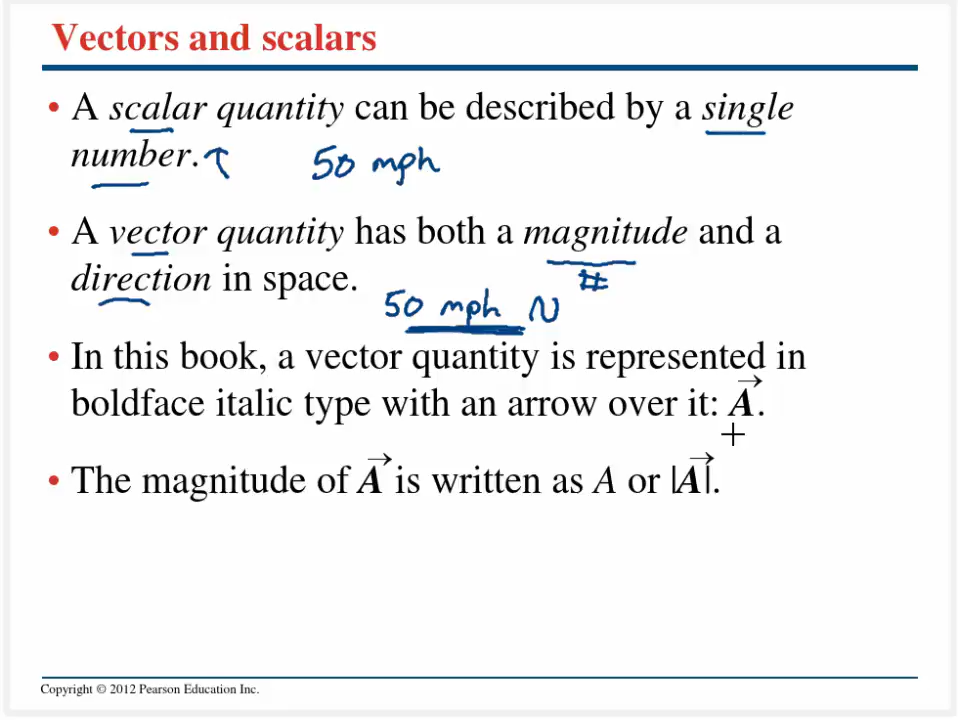 Vectors and scalars
• A scalar quantity can be described by a single
number. ↑ 50 mph
• A vector quantity has both a magnitude and a
direction in space. #
50 mph N
• In this book, a vector quantity is represented in
boldface italic type with an arrow over it: A⃗.
• The magnitude of A⃗ is written as A or |A⃗|.
Copyright © 2012 Pearson Education Inc.